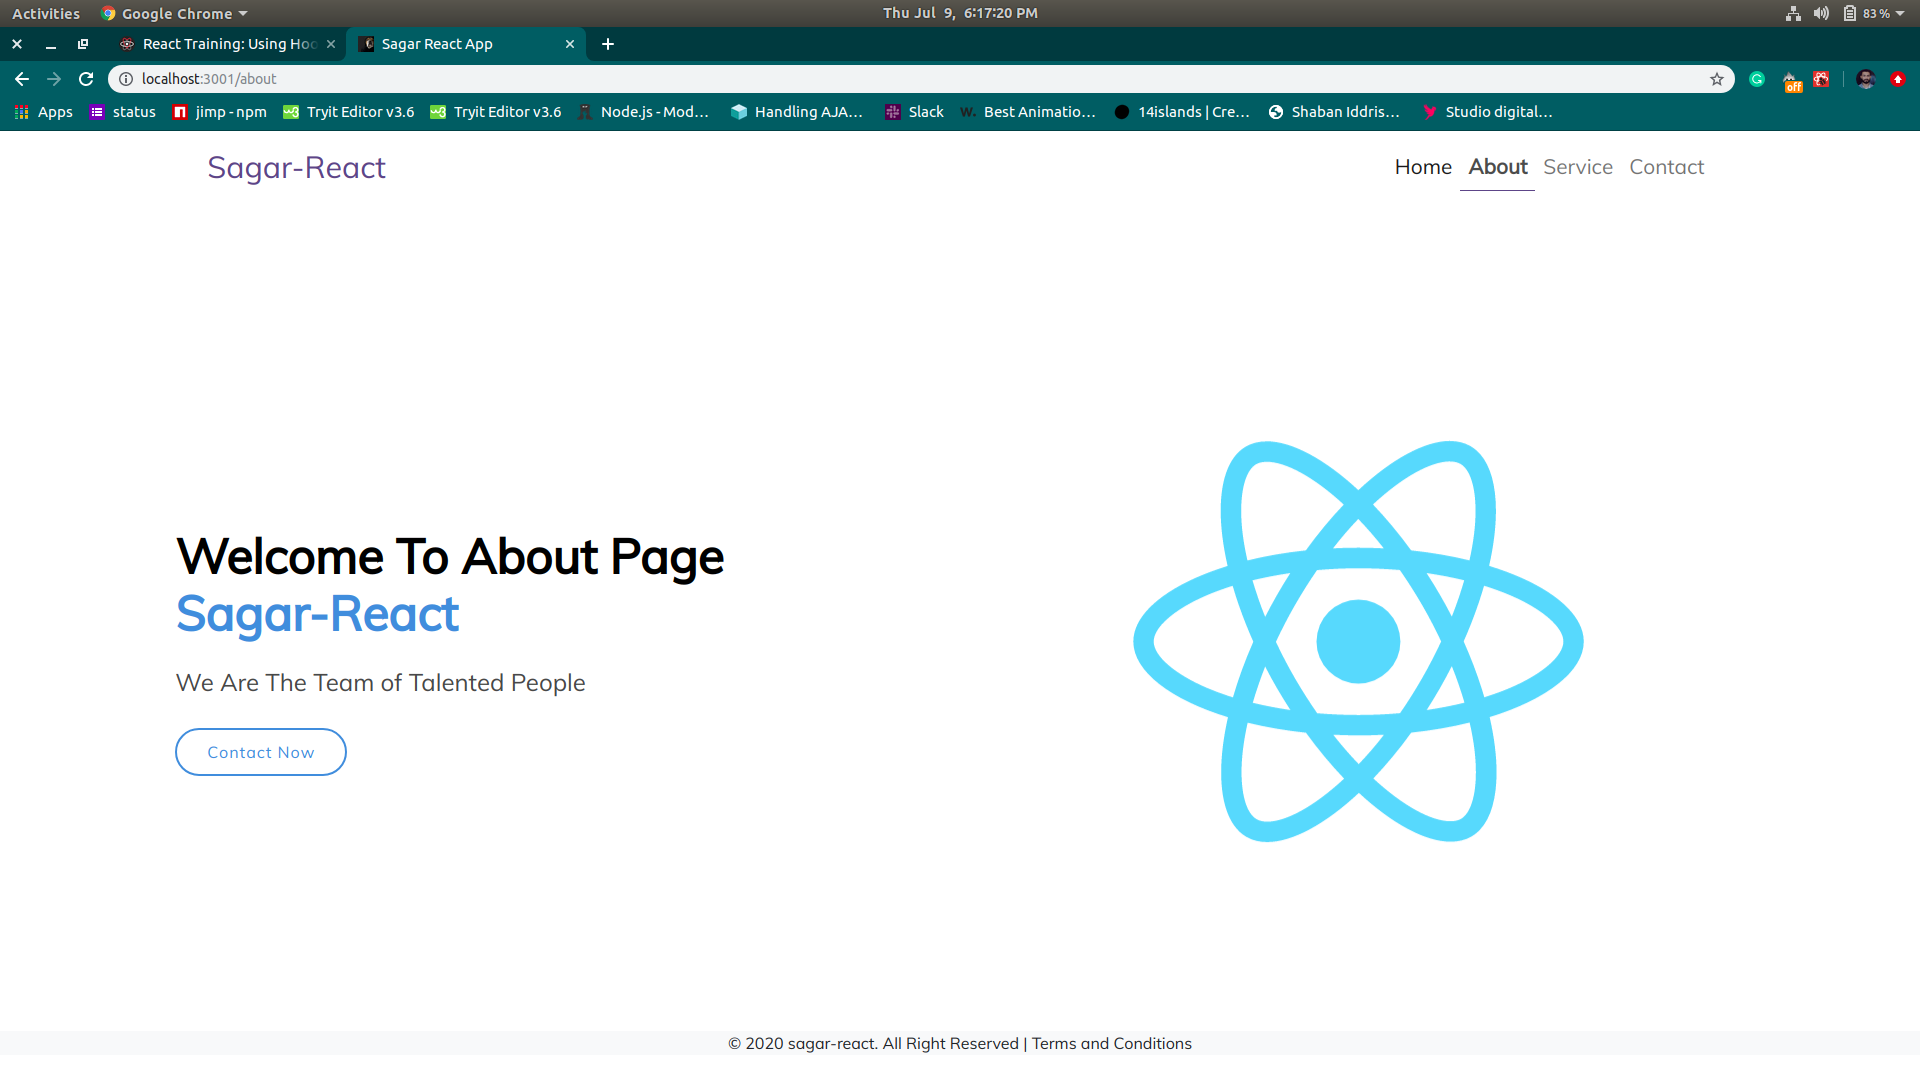 Activities Google Chrome Thu Jul 9, 6:17:20 PM 83 %
React Training: Using Hoo Sagar React App
localhost:3001/about
off
Apps status jimp - npm Tryit Editor v3.6 Tryit Editor v3.6 Node.js - Mod... Handling AJA... Slack Best Animatio... 14islands | Cre... Shaban Iddris... Studio digital...
Sagar-React Home About Service Contact
Welcome To About Page
Sagar-React
We Are The Team of Talented People
Contact Now
© 2020 sagar-react. All Right Reserved | Terms and Conditions